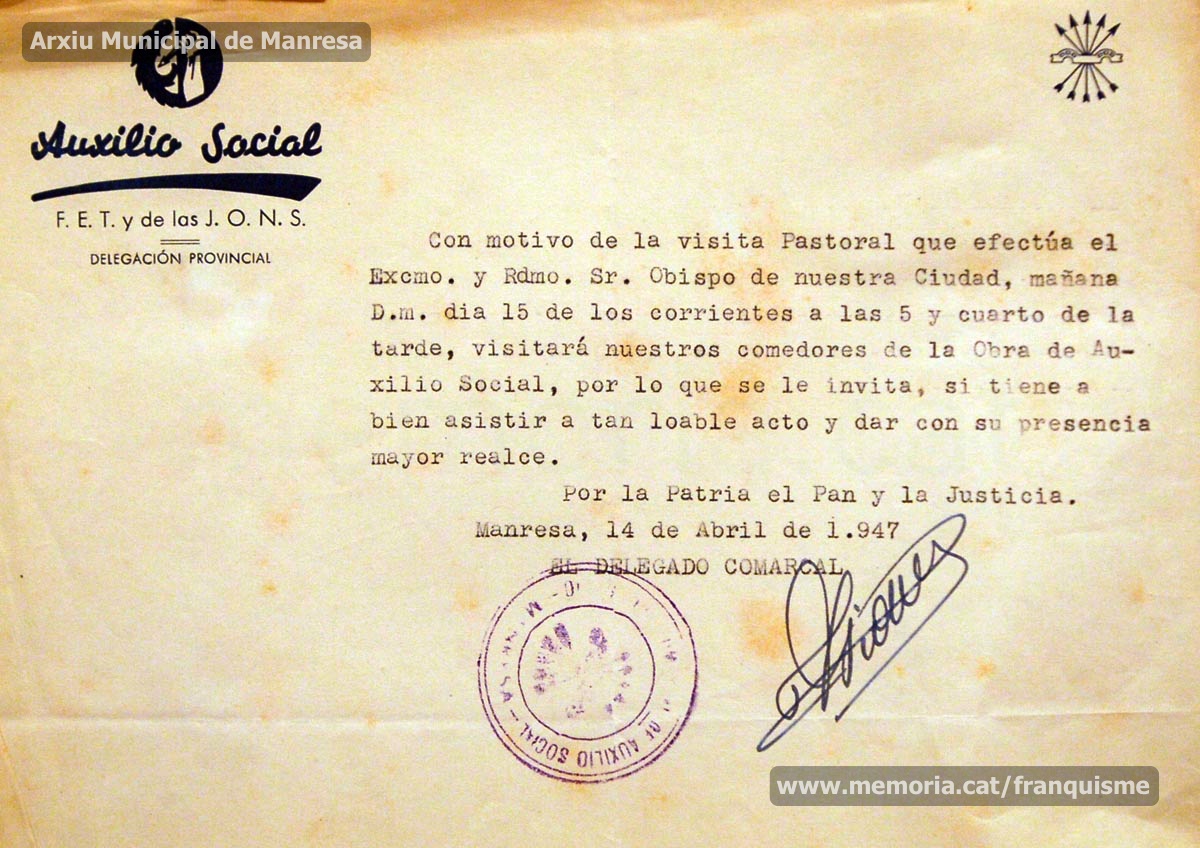 Arxiu Municipal de Manresa
Auxilio Social
F. E. T. y de las J. O. N. S.
DELEGACIÓN PROVINCIAL
Con motivo de la visita Pastoral que efectúa el
Excmo. y Rdmo. Sr. Obispo de nuestra Ciudad, mañana
D.m. dia 15 de los corrientes a las 5 y cuarto de la
tarde, visitará nuestros comedores de la Obra de Au-
xilio Social, por lo que se le invita, si tiene a
bien asistir a tan loable acto y dar con su presencia
mayor realce.
Por la Patria el Pan y la Justicia.
Manresa, 14 de Abril de 1.947
EL DELEGADO COMARCAL
AUXILIO SOCIAL
www.memoria.cat/franquisme